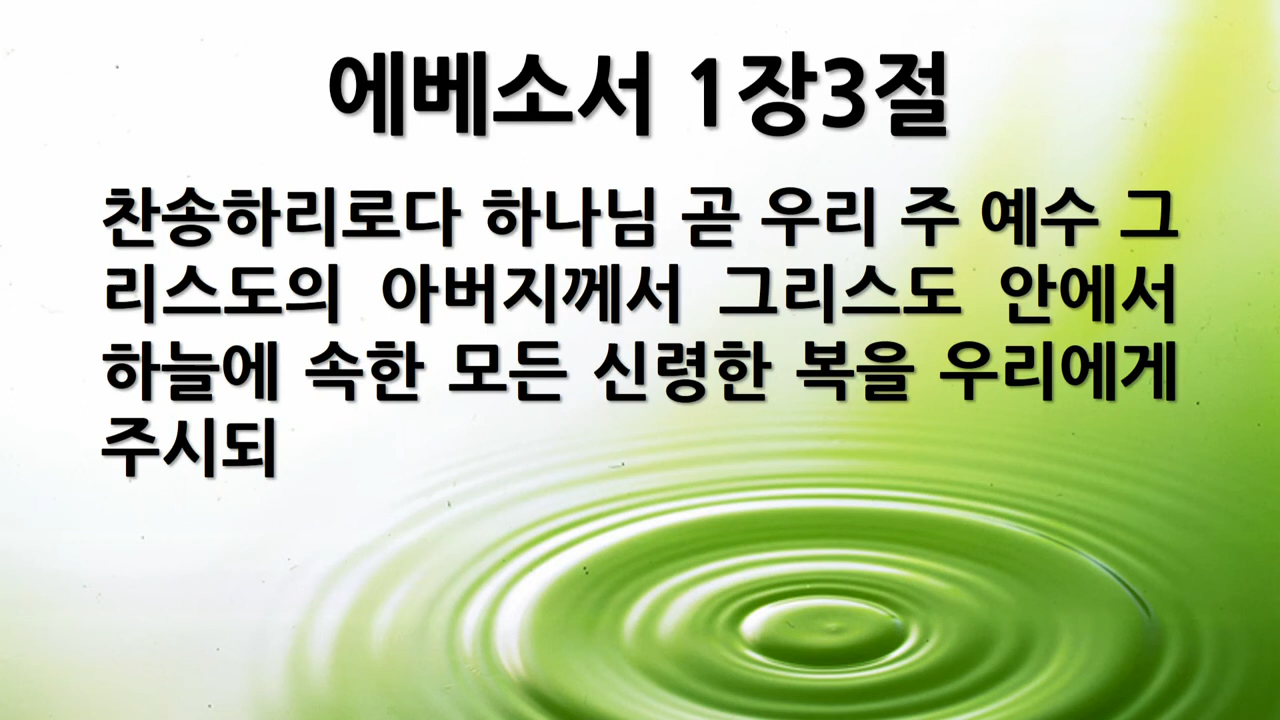 에베소서 1장3절
찬송하리로다 하나님 곧 우리 주 예수 그
리스도의 아버지께서 그리스도 안에서
하늘에 속한 모든 신령한 복을 우리에게
주시되